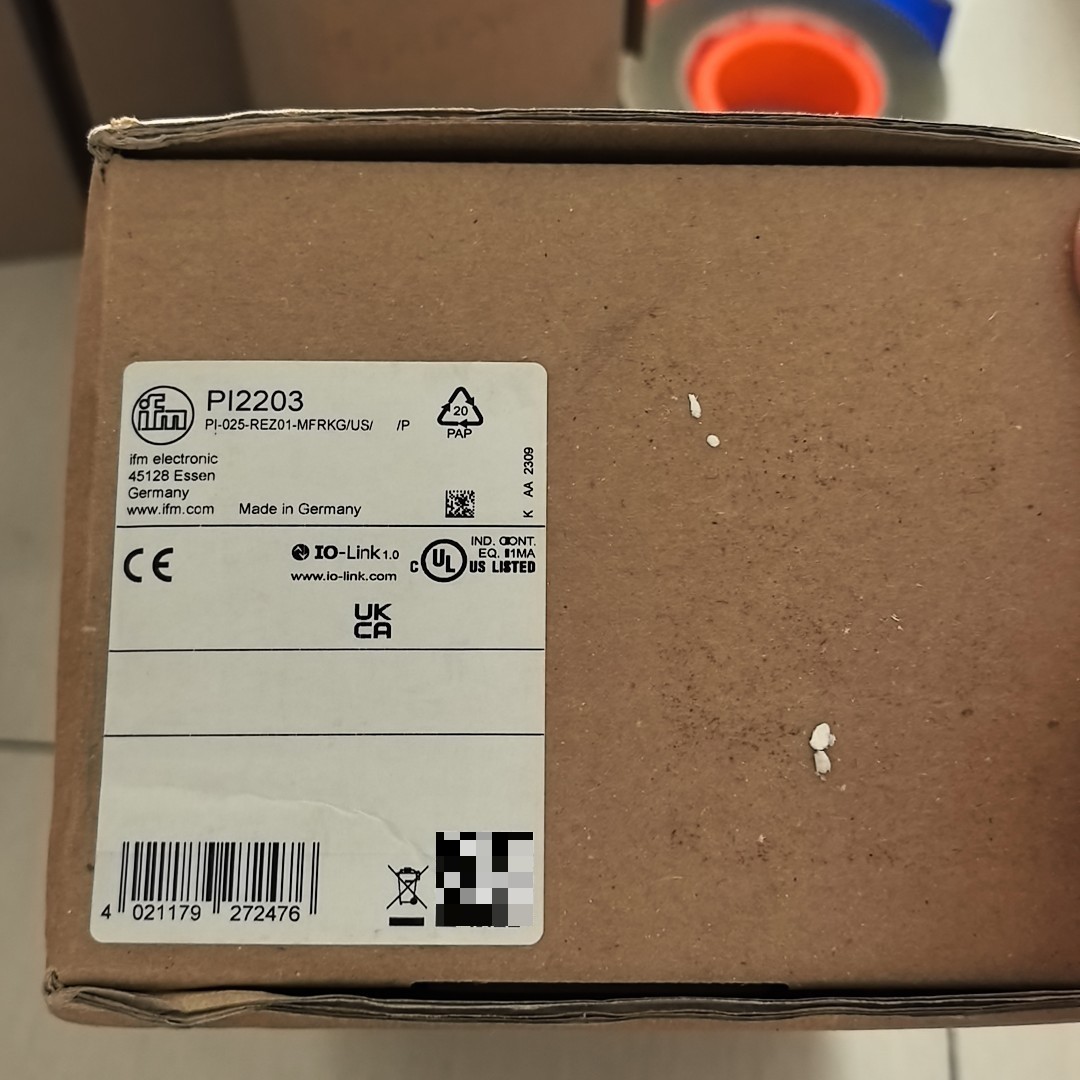 ifm
PI2203
PI-025-REZ01-MFRKG/US/ /P
20
PAP
ifm electronic
45128 Essen
Germany
www.ifm.com Made in Germany
K AA 2309
CE
IO-Link 1.0
www.io-link.com
C UL US LISTED
IND. CONT.
EQ. 11MA
UK
CA
4 021179 272476